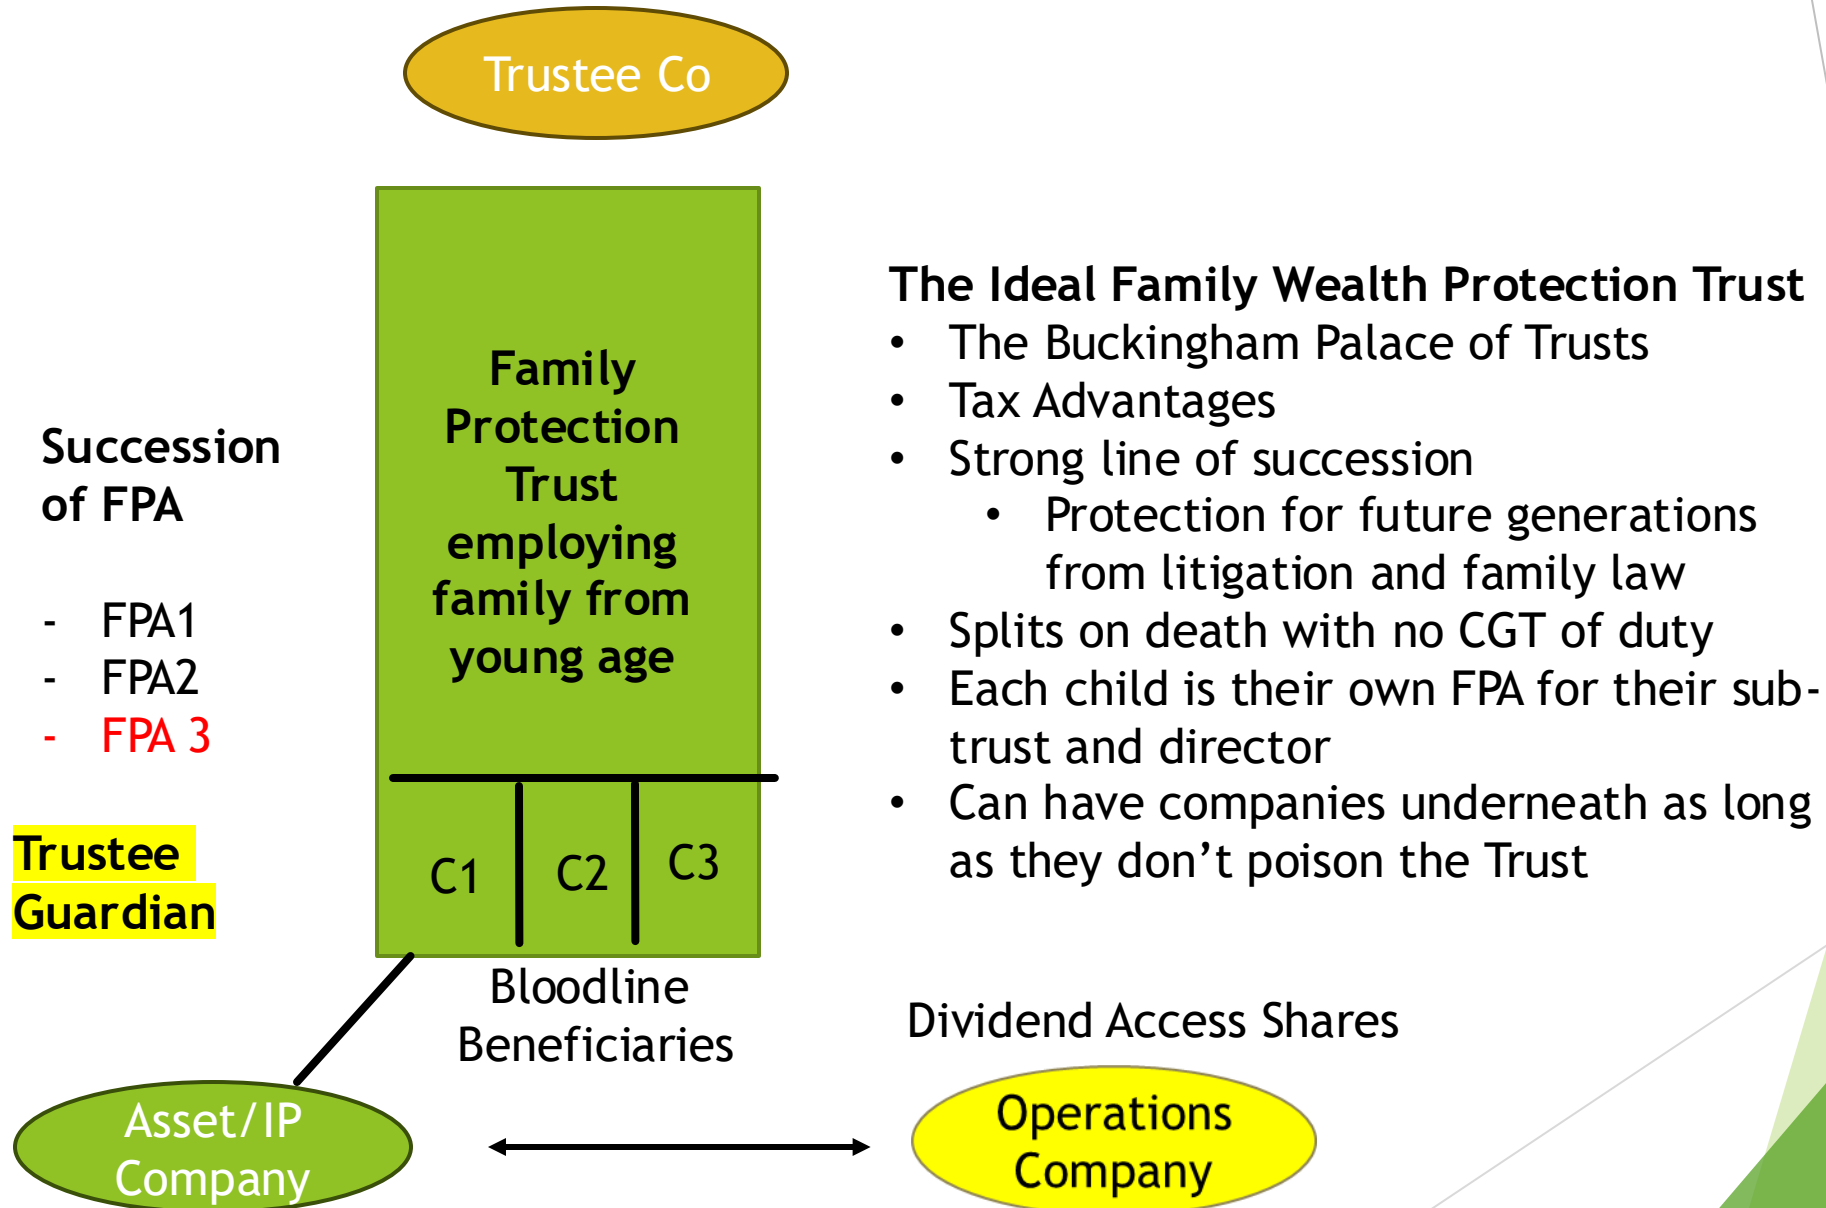 Trustee Co
Family
Protection
Trust
employing
family from
young age
Succession
of FPA
- FPA1
- FPA2
- FPA 3
Trustee
Guardian
C1
C2
C3
Bloodline
Beneficiaries
Asset/IP
Company
The Ideal Family Wealth Protection Trust
• The Buckingham Palace of Trusts
• Tax Advantages
• Strong line of succession
• Protection for future generations
from litigation and family law
• Splits on death with no CGT of duty
• Each child is their own FPA for their sub-
trust and director
• Can have companies underneath as long
as they don’t poison the Trust
Dividend Access Shares
Operations
Company